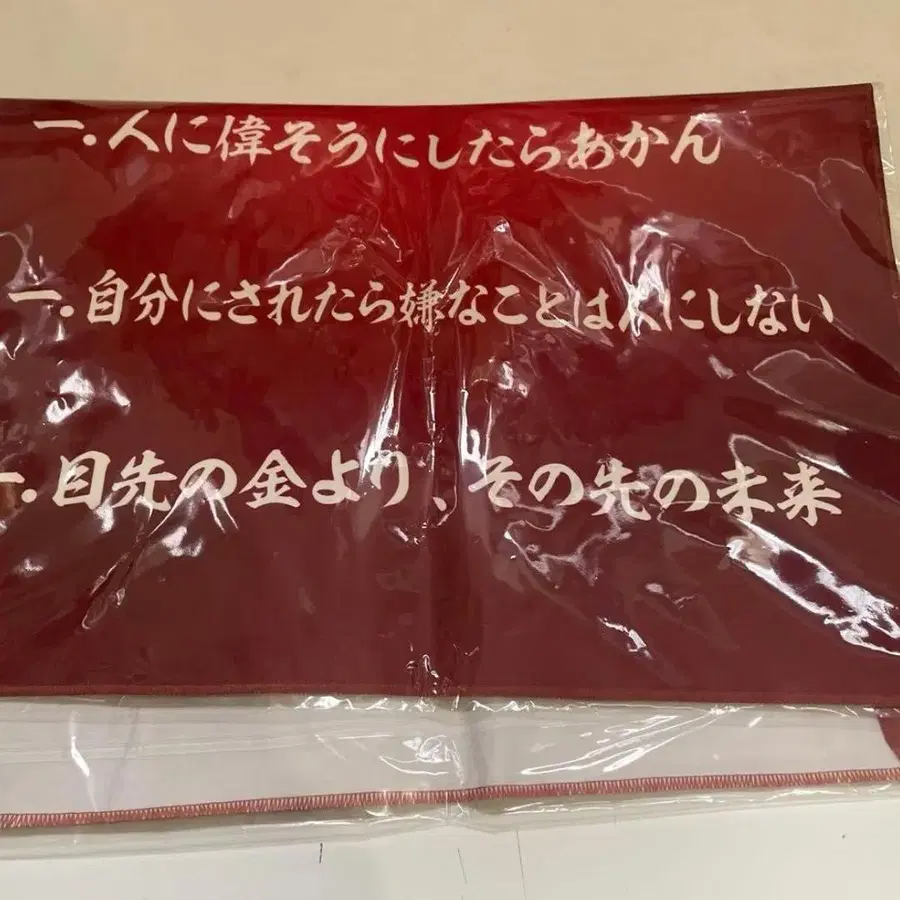 一.人に偉そうにしたらあかん
一.自分にされたら嫌なことは人にしない
一.目先の金より、その先の未来